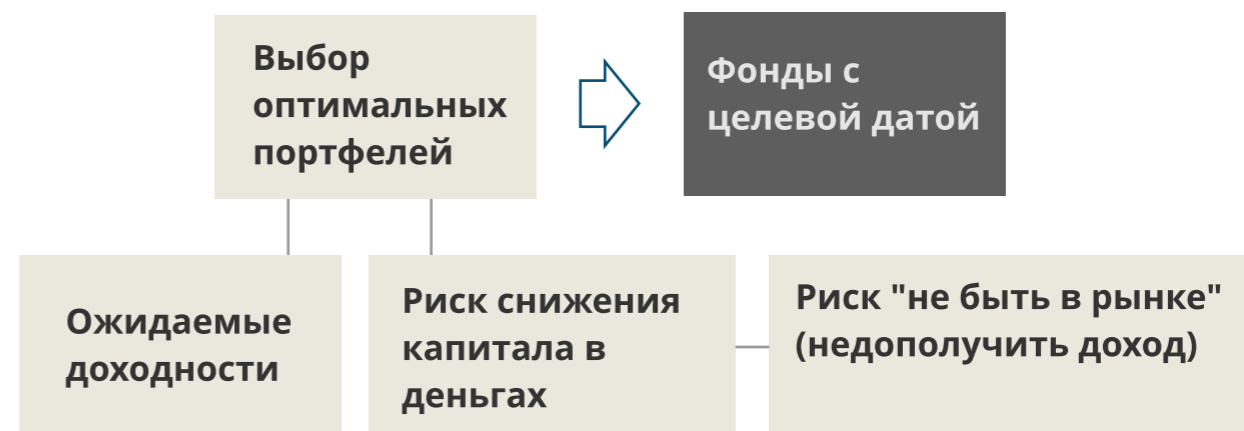 Выбор
оптимальных
портфелей
Фонды с
целевой датой
Ожидаемые
доходности
Риск снижения
капитала в
деньгах
Риск "не быть в рынке"
(недополучить доход)